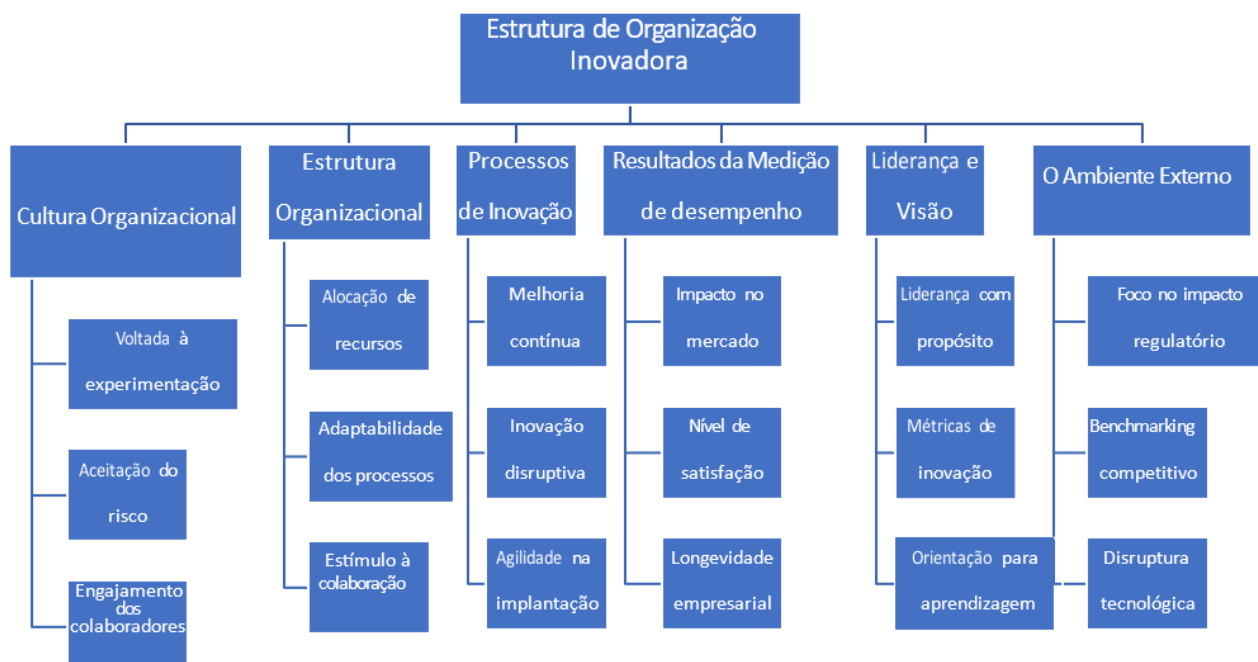 Estrutura de Organização
Inovadora
Cultura Organizacional
Estrutura
Organizacional
Processos
de Inovação
Resultados da Medição
de desempenho
Liderança e
Visão
O Ambiente Externo
Voltada à
experimentação
Aceitação do
risco
Engajamento
dos
colaboradores
Alocação de
recursos
Adaptabilidade
dos processos
Estímulo à
colaboração
Melhoria
contínua
Inovação
disruptiva
Agilidade na
implantação
Impacto no
mercado
Nível de
satisfação
Longevidade
empresarial
Liderança com
propósito
Métricas de
inovação
Orientação para
aprendizagem
Foco no impacto
regulatório
Benchmarking
competitivo
Disruptura
tecnológica